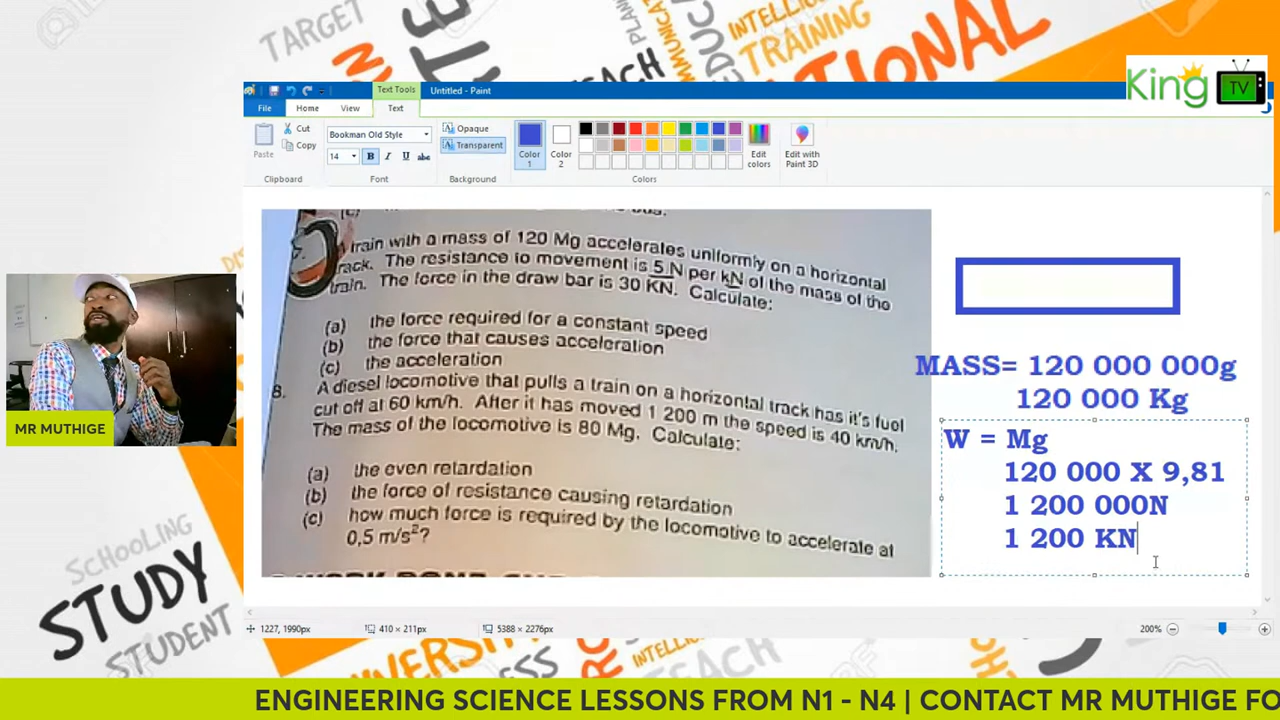 TARGET
PLAN
COMMUNICATI
EDUC
INTELLIG
TRAINING
TEACH
TIONAL
King TV
Text Tools
Untitled - Paint
File
Home
View
Text
Paste
Cut
Copy
Clipboard
Bookman Old Style
14
B I U abc
Font
Opaque
Transparent
Background
Color 1
Color 2
Colors
Edit colors
Edit with Paint 3D
train with a mass of 120 Mg accelerates uniformly on a horizontal
track. The resistance to movement is 5 N per kN of the mass of the
train. The force in the draw bar is 30 KN. Calculate:
(a) the force required for a constant speed
(b) the force that causes acceleration
(c) the acceleration
8. A diesel locomotive that pulls a train on a horizontal track has it's fuel
cut off at 60 km/h. After it has moved 1 200 m the speed is 40 km/h.
The mass of the locomotive is 80 Mg. Calculate:
(a) the even retardation
(b) the force of resistance causing retardation
(c) how much force is required by the locomotive to accelerate at
0,5 m/s²?
MASS= 120 000 000g
120 000 Kg
W = Mg
120 000 X 9,81
1 200 000N
1 200 KN
MR MUTHIGE
1227, 1990px
410 × 211px
5388 × 2276px
200%
SCHOOLING
STUDY
STUDENT
TEACH
ENGINEERING SCIENCE LESSONS FROM N1 - N4 | CONTACT MR MUTHIGE FO